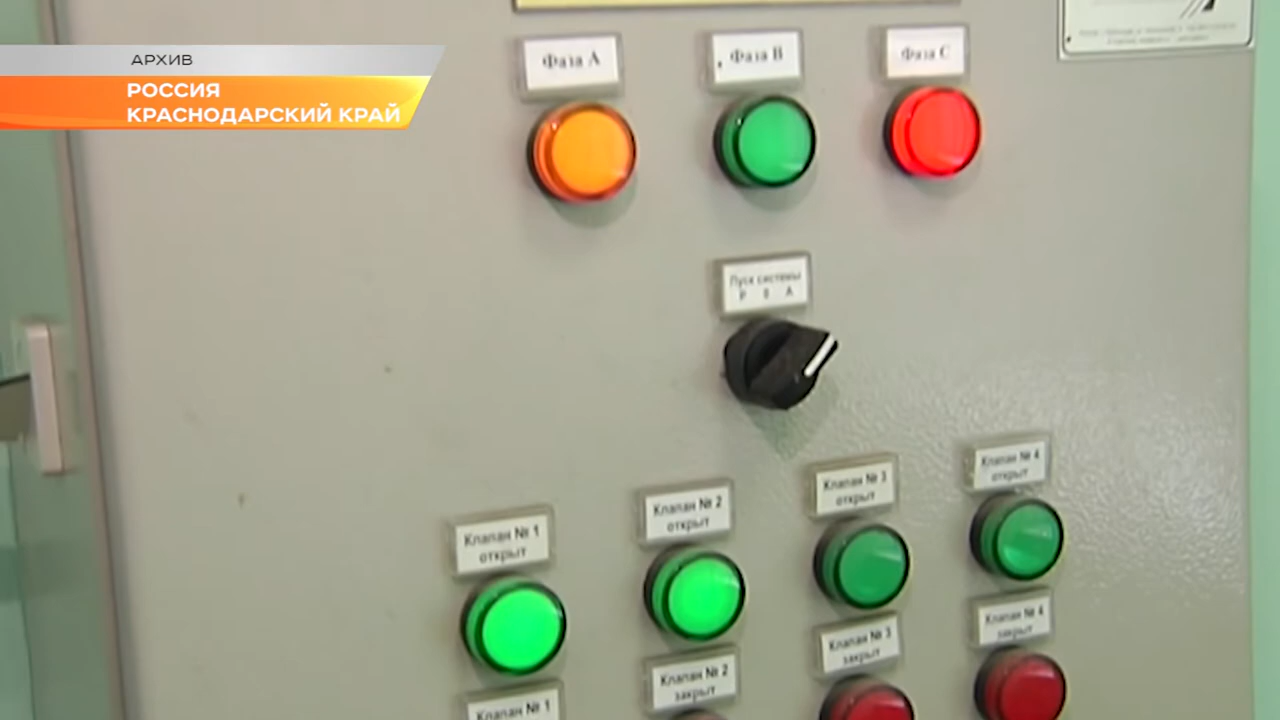 АРХИВ
РОССИЯ
КРАСНОДАРСКИЙ КРАЙ
Фаза А
Фаза В
Фаза С
Пуск системы
Р 0 А
Клапан № 1
открыт
Клапан № 2
открыт
Клапан № 3
открыт
Клапан № 4
открыт
Клапан № 1
Клапан № 2
закрыт
Клапан № 3
закрыт
Клапан № 4
закрыт